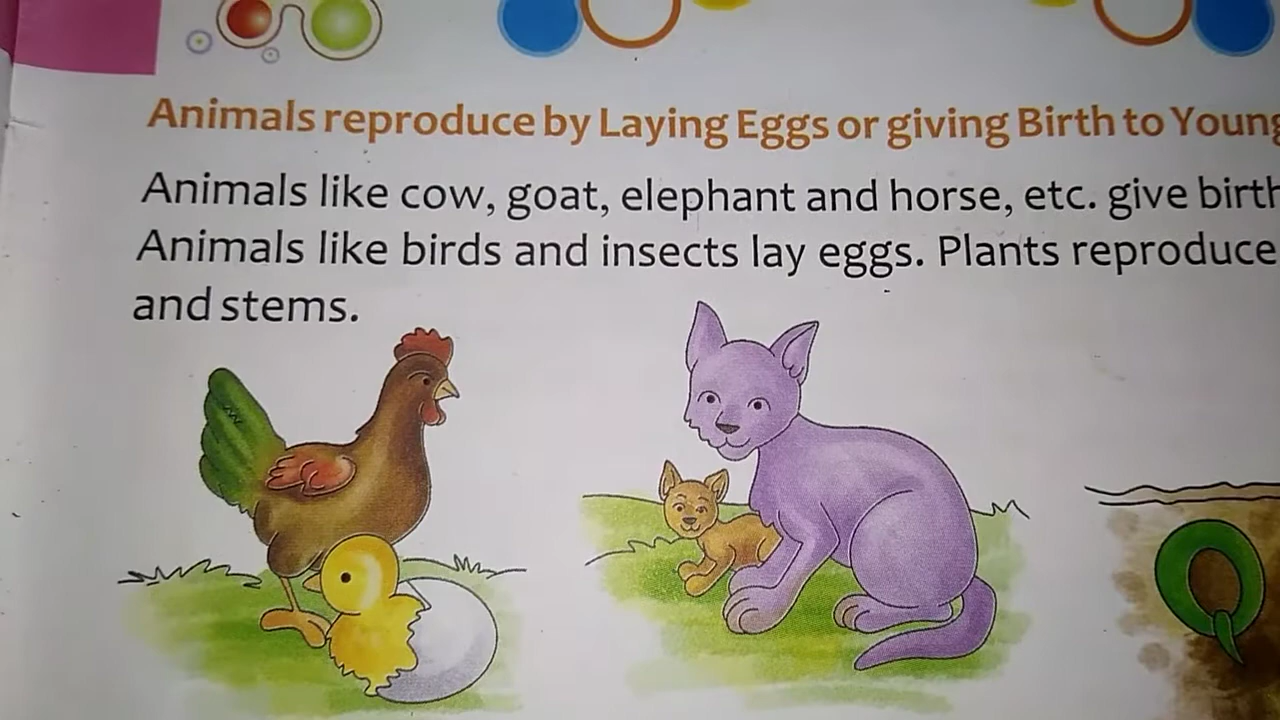 Animals reproduce by Laying Eggs or giving Birth to Young
Animals like cow, goat, elephant and horse, etc. give birth
Animals like birds and insects lay eggs. Plants reproduce
and stems.